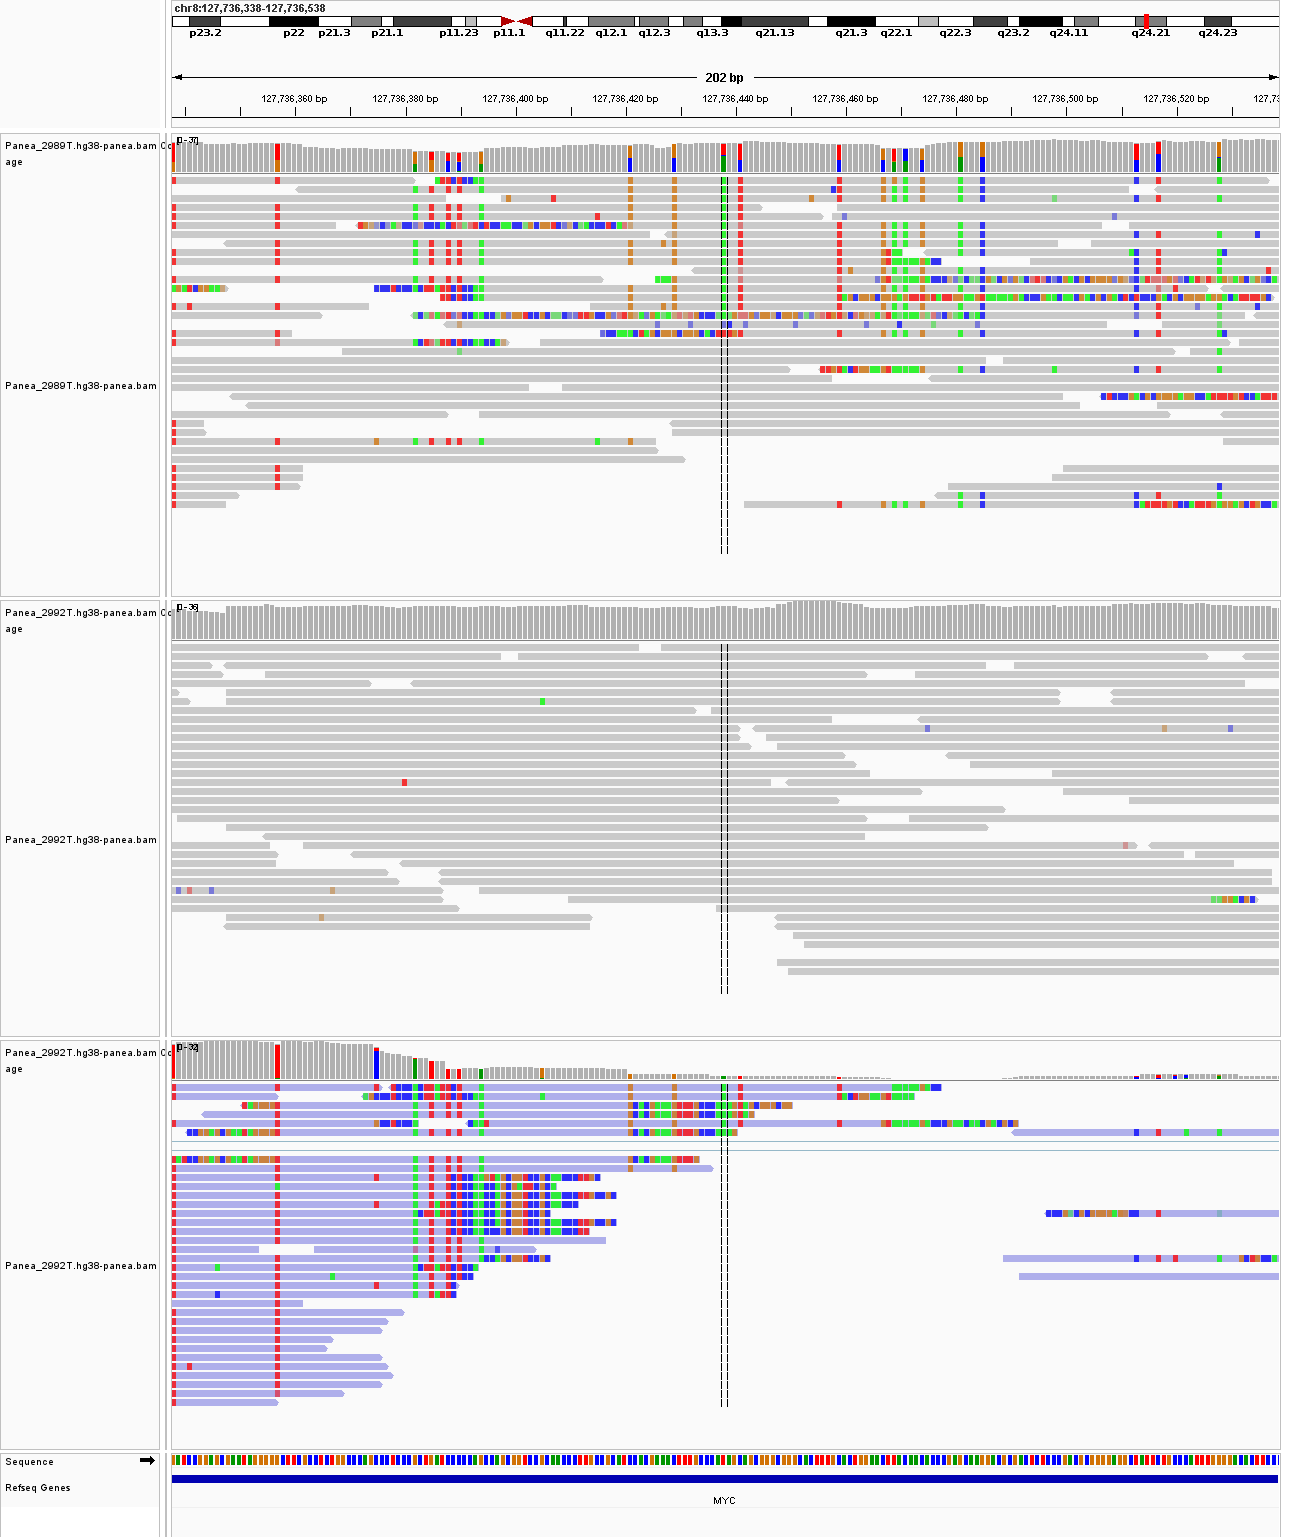 chr8:127,736,338-127,736,538
p23.2 p22 p21.3 p21.1 p11.23 p11.1 q11.22 q12.1 q12.3 q13.3 q21.13 q21.3 q22.1 q22.3 q23.2 q24.11 q24.21 q24.23
202 bp
127,736,360 bp 127,736,380 bp 127,736,400 bp 127,736,420 bp 127,736,440 bp 127,736,460 bp 127,736,480 bp 127,736,500 bp 127,736,520 bp 127,73
Panea_2989T.hg38-panea.bam Co
[0-37]
age
Panea_2989T.hg38-panea.bam
Panea_2992T.hg38-panea.bam Co
[0-36]
age
Panea_2992T.hg38-panea.bam
Panea_2992T.hg38-panea.bam Co
[0-32]
age
Panea_2992T.hg38-panea.bam
Sequence
Refseq Genes
MYC